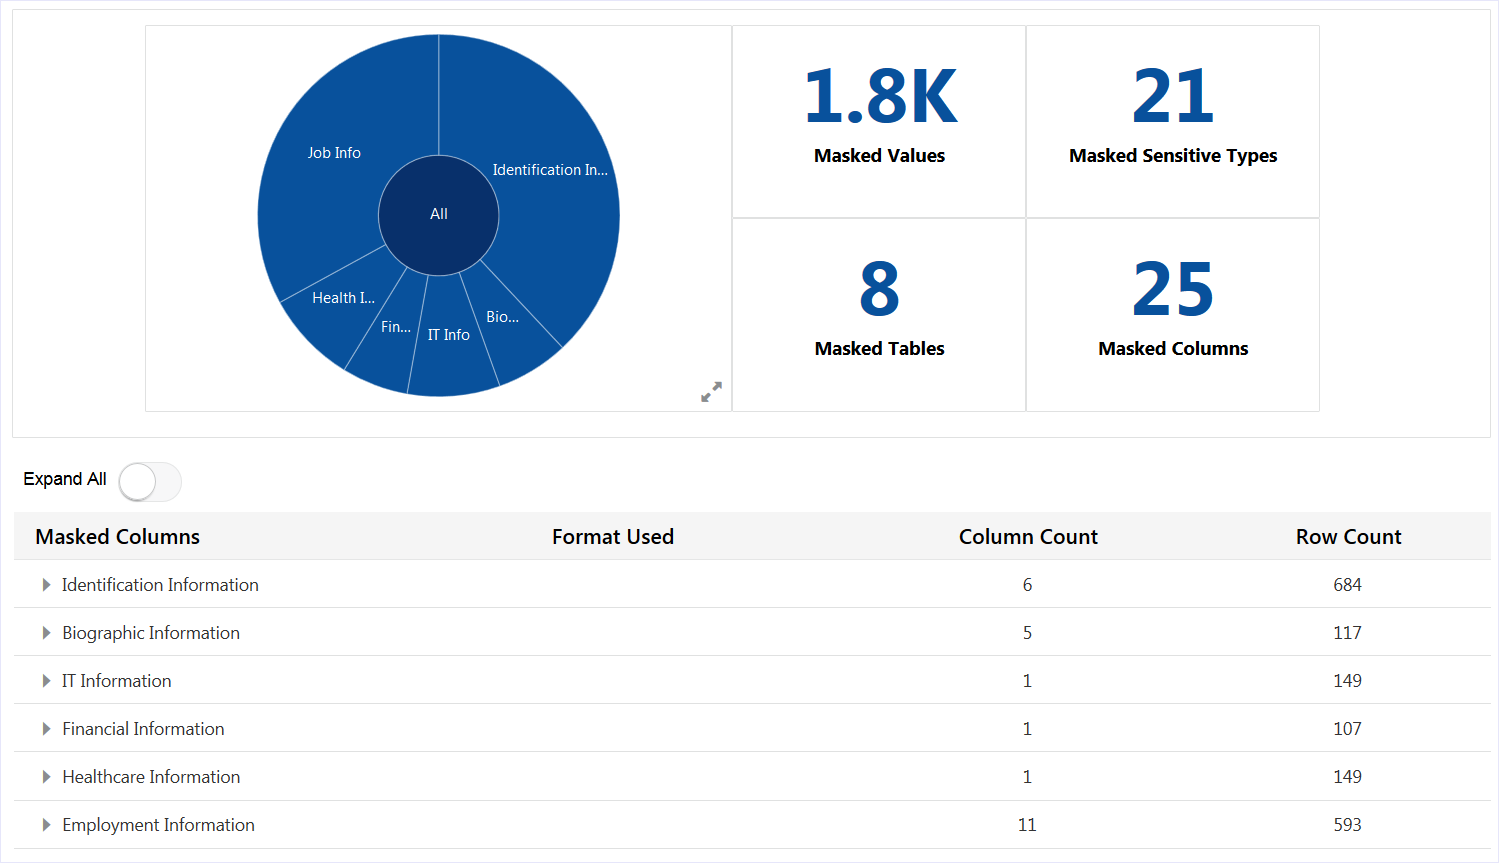 Job Info
Identification In...
All
Health I...
Fin...
IT Info
Bio...
1.8K
Masked Values
21
Masked Sensitive Types
8
Masked Tables
25
Masked Columns
Expand All
Masked Columns Format Used Column Count Row Count
Identification Information 6 684
Biographic Information 5 117
IT Information 1 149
Financial Information 1 107
Healthcare Information 1 149
Employment Information 11 593